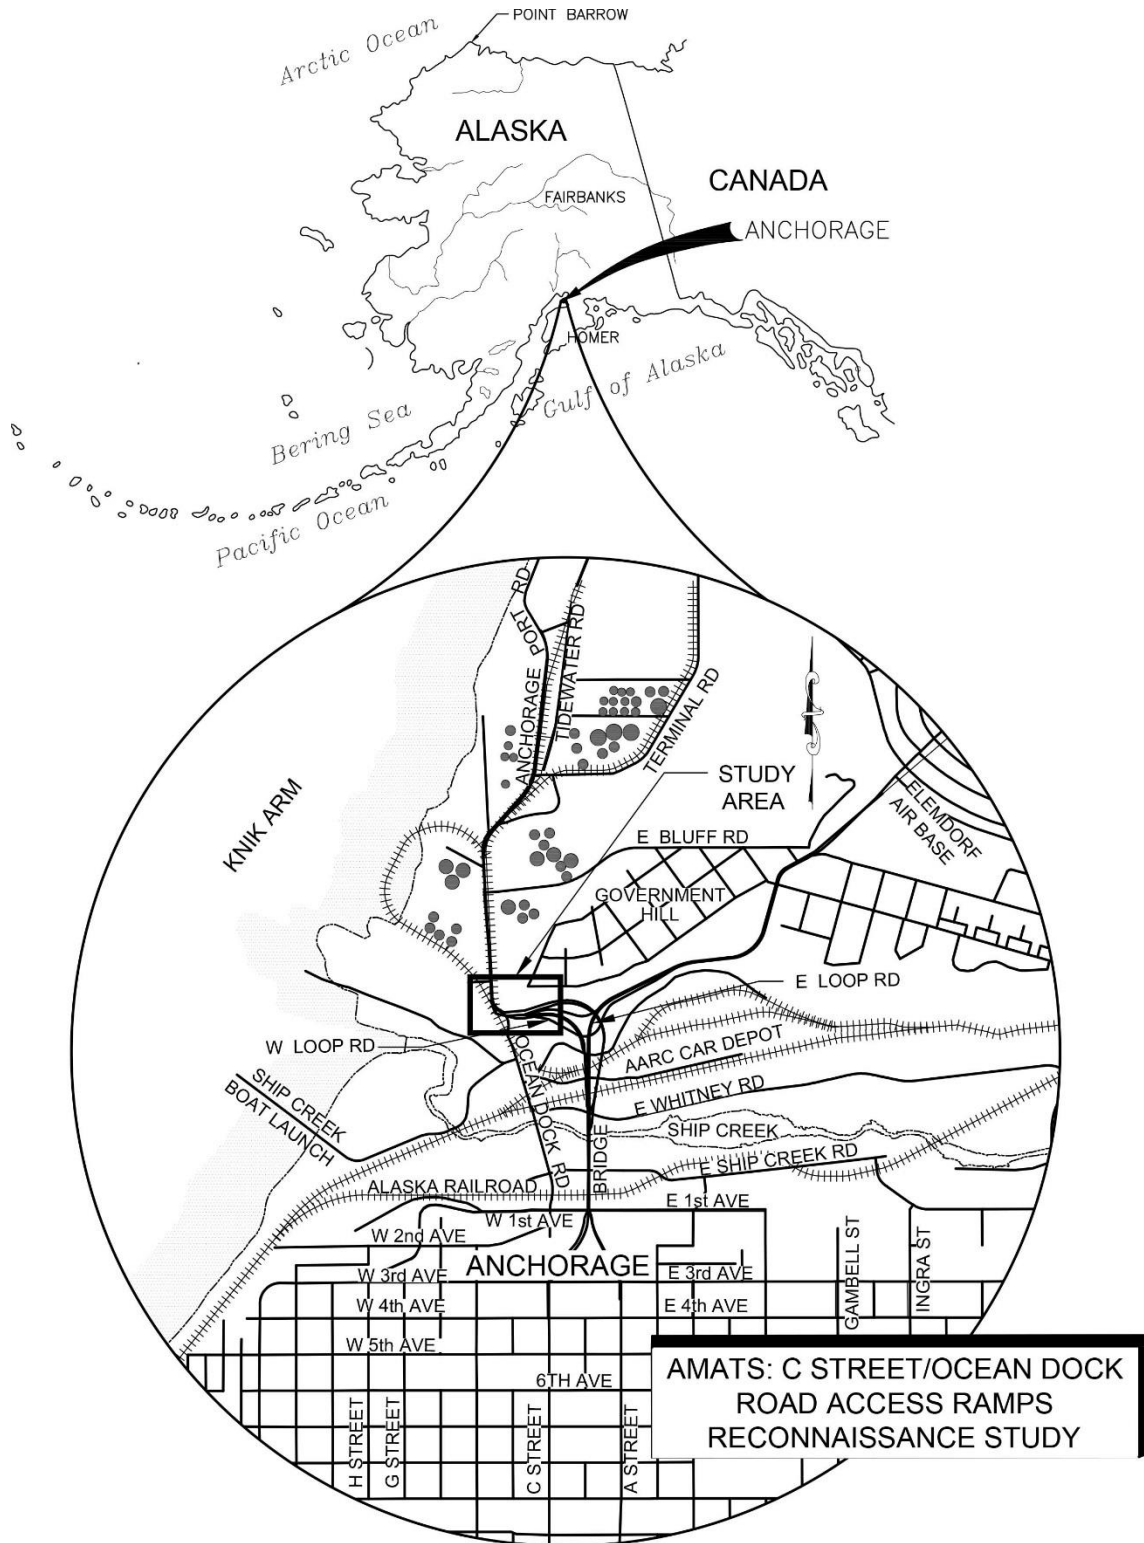 POINT BARROW
Arctic Ocean
ALASKA
CANADA
FAIRBANKS
ANCHORAGE
HOMER
Gulf of Alaska
Bering Sea
Pacific Ocean
ANCHORAGE PORT RD
TIDEWATER RD
TERMINAL RD
STUDY
AREA
KNIK ARM
ELEMDORF
AIR BASE
E BLUFF RD
GOVERNMENT
HILL
E LOOP RD
W LOOP RD
OCEAN DOCK RD
AARC CAR DEPOT
SHIP CREEK
BOAT LAUNCH
E WHITNEY RD
SHIP CREEK
BRIDGE
E SHIP CREEK RD
ALASKA RAILROAD
E 1st AVE
W 1st AVE
W 2nd AVE
ANCHORAGE
W 3rd AVE
E 3rd AVE
GAMBELL ST
INGRA ST
W 4th AVE
E 4th AVE
W 5th AVE
6TH AVE
H STREET
G STREET
C STREET
A STREET
AMATS: C STREET/OCEAN DOCK
ROAD ACCESS RAMPS
RECONNAISSANCE STUDY